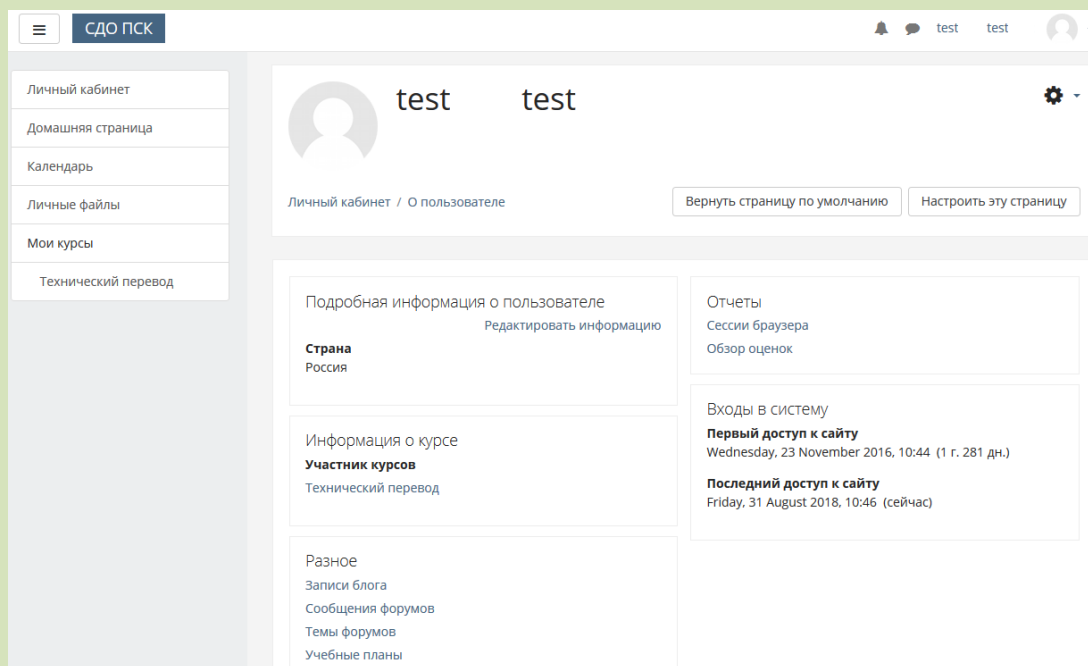 СДО ПСК
test test
Личный кабинет
Домашняя страница
Календарь
Личные файлы
Мои курсы
Технический перевод
test test
Личный кабинет / О пользователе
Вернуть страницу по умолчанию
Настроить эту страницу
Подробная информация о пользователе
Редактировать информацию
Страна
Россия
Информация о курсе
Участник курсов
Технический перевод
Разное
Записи блога
Сообщения форумов
Темы форумов
Учебные планы
Отчеты
Сессии браузера
Обзор оценок
Входы в систему
Первый доступ к сайту
Wednesday, 23 November 2016, 10:44 (1 г. 281 дн.)
Последний доступ к сайту
Friday, 31 August 2018, 10:46 (сейчас)